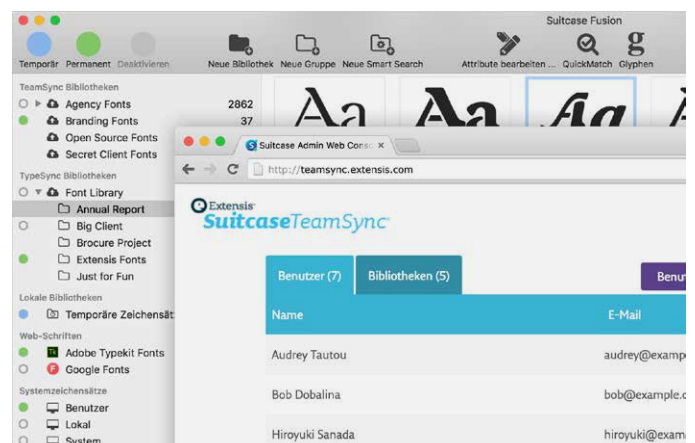 Suitcase Fusion
Temporär Permanent Deaktivieren Neue Bibliothek Neue Gruppe Neue Smart Search Attribute bearbeiten ... QuickMatch Glyphen
g
TeamSync Bibliotheken
Agency Fonts 2862
Branding Fonts 37
Open Source Fonts
Secret Client Fonts
TypeSync Bibliotheken
Font Library
Annual Report
Big Client
Brocure Project
Extensis Fonts
Just for Fun
Lokale Bibliotheken
Temporäre Zeichensät
Web-Schriften
Tk Adobe Typekit Fonts
Google Fonts
Systemzeichensätze
Benutzer
Lokal
System
Aa Aa Aa
Suitcase Admin Web Cons
http://teamsync.extensis.com
Extensis
SuitcaseTeamSync
Benutzer (7) Bibliotheken (5) Benut
Name E-Mail
Audrey Tautou audrey@examp
Bob Dobalina bob@example.c
Hiroyuki Sanada hiroyuki@exam